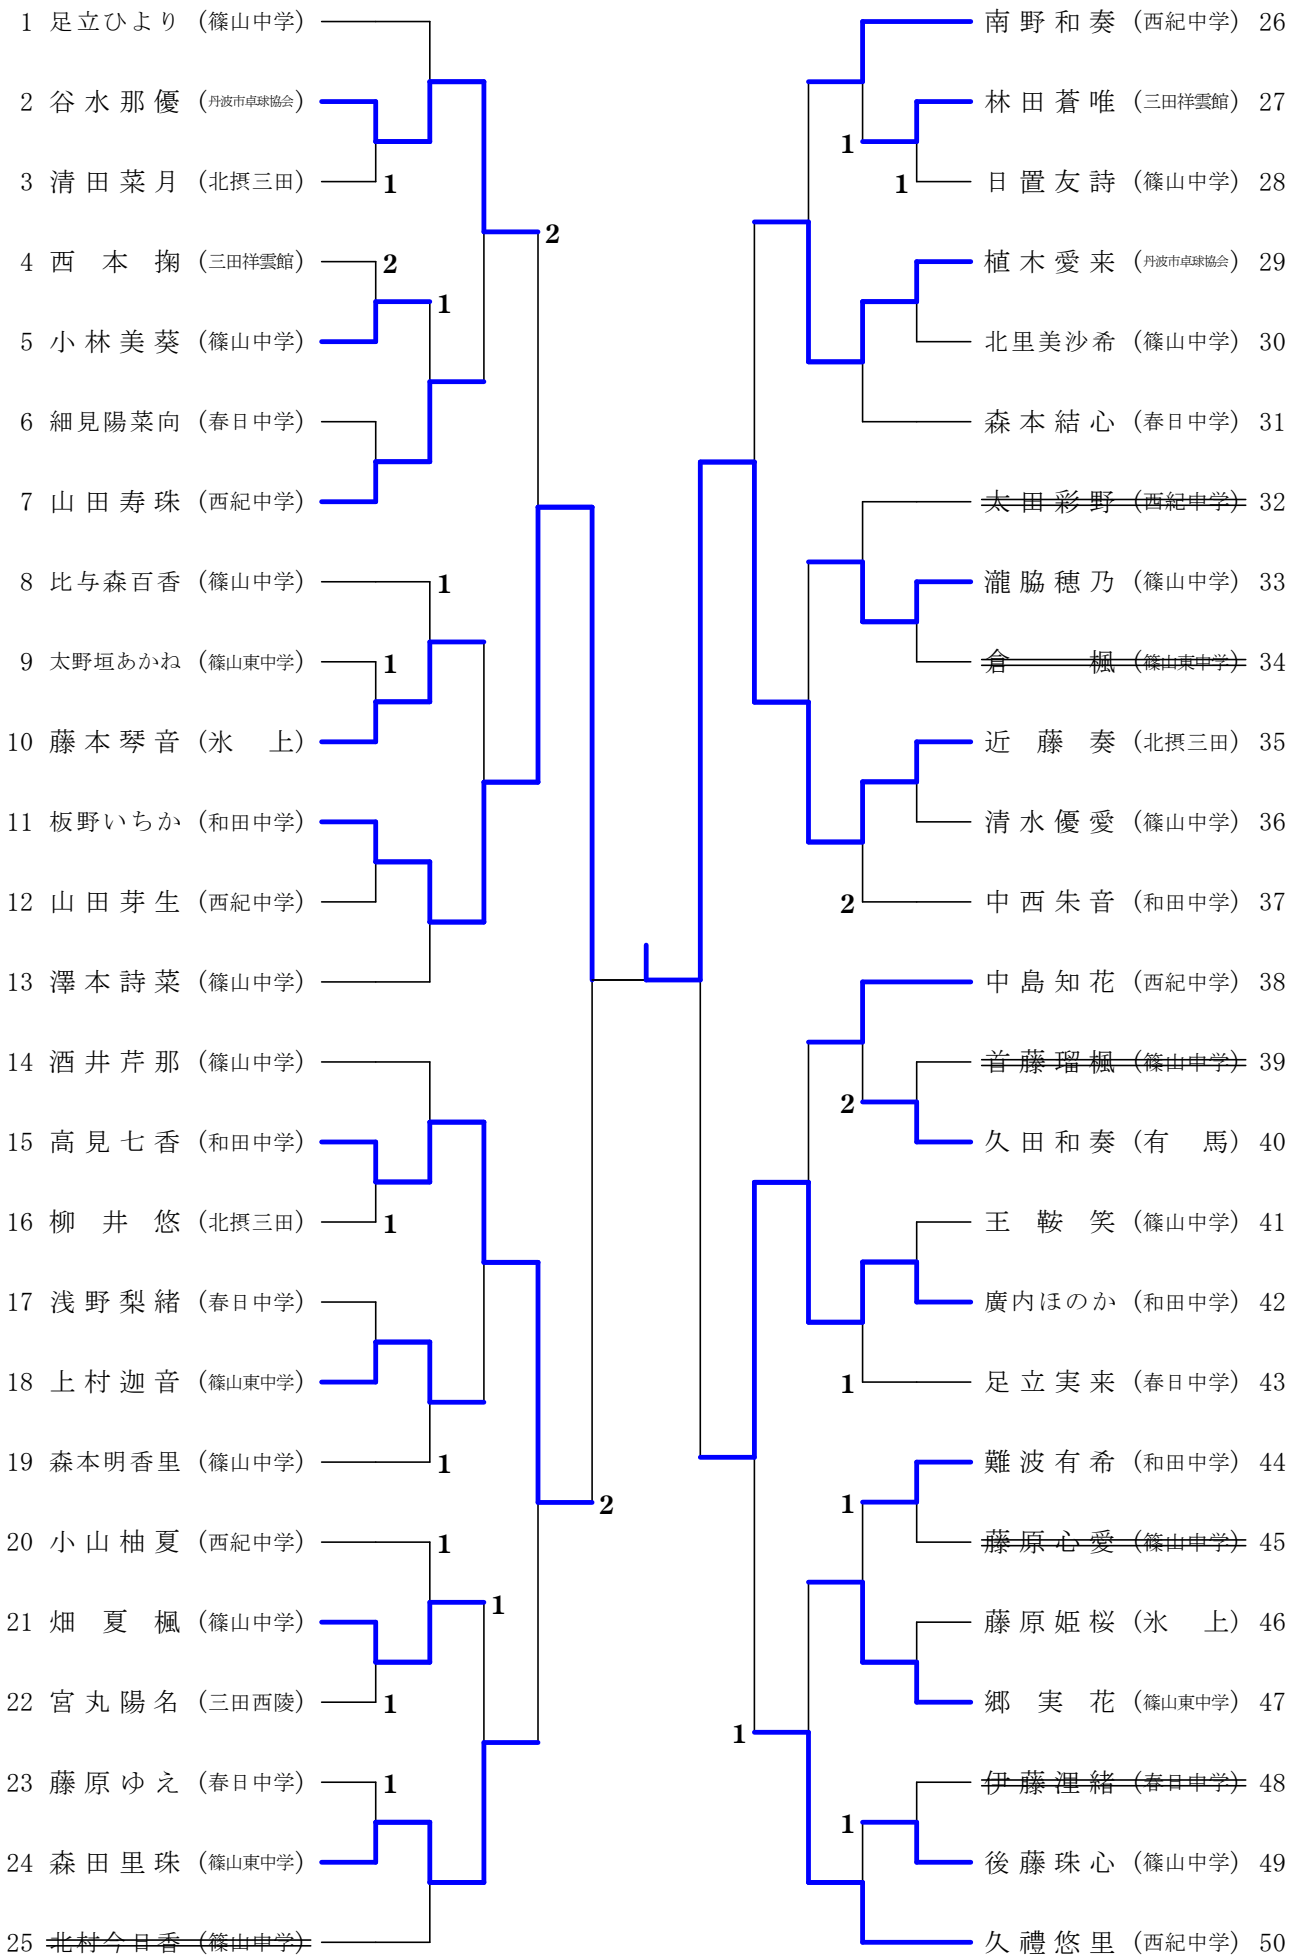 1 足立ひより (篠山中学)
2 谷水那優 (丹波市卓球協会)
3 清田菜月 (北摂三田)
1
4 西本掬 (三田祥雲館)
2
1
5 小林美葵 (篠山中学)
6 細見陽菜向 (春日中学)
7 山田寿珠 (西紀中学)
2
8 比与森百香 (篠山中学)
1
9 太野垣あかね (篠山東中学)
1
10 藤本琴音 (氷上)
11 板野いちか (和田中学)
12 山田芽生 (西紀中学)
13 澤本詩菜 (篠山中学)
14 酒井芹那 (篠山中学)
15 高見七香 (和田中学)
16 柳井悠 (北摂三田)
1
17 浅野梨緒 (春日中学)
18 上村迦音 (篠山東中学)
19 森本明香里 (篠山中学)
1
2
20 小山柚夏 (西紀中学)
1
21 畑夏楓 (篠山中学)
1
22 宮丸陽名 (三田西陵)
1
23 藤原ゆえ (春日中学)
1
24 森田里珠 (篠山東中学)
25 北村今日香 (篠山中学)
南野和奏 (西紀中学) 26
林田蒼唯 (三田祥雲館) 27
1
1
日置友詩 (篠山中学) 28
植木愛来 (丹波市卓球協会) 29
北里美沙希 (篠山中学) 30
森本結心 (春日中学) 31
太田彩野 (西紀中学) 32
瀧脇穂乃 (篠山中学) 33
倉楓 (篠山東中学) 34
近藤奏 (北摂三田) 35
清水優愛 (篠山中学) 36
2
中西朱音 (和田中学) 37
中島知花 (西紀中学) 38
首藤瑠楓 (篠山中学) 39
2
久田和奏 (有馬) 40
王鞍笑 (篠山中学) 41
廣内ほのか (和田中学) 42
1
足立実来 (春日中学) 43
難波有希 (和田中学) 44
1
藤原心愛 (篠山中学) 45
藤原姫桜 (氷上) 46
郷実花 (篠山東中学) 47
1
伊藤浬緒 (春日中学) 48
1
後藤珠心 (篠山中学) 49
久禮悠里 (西紀中学) 50